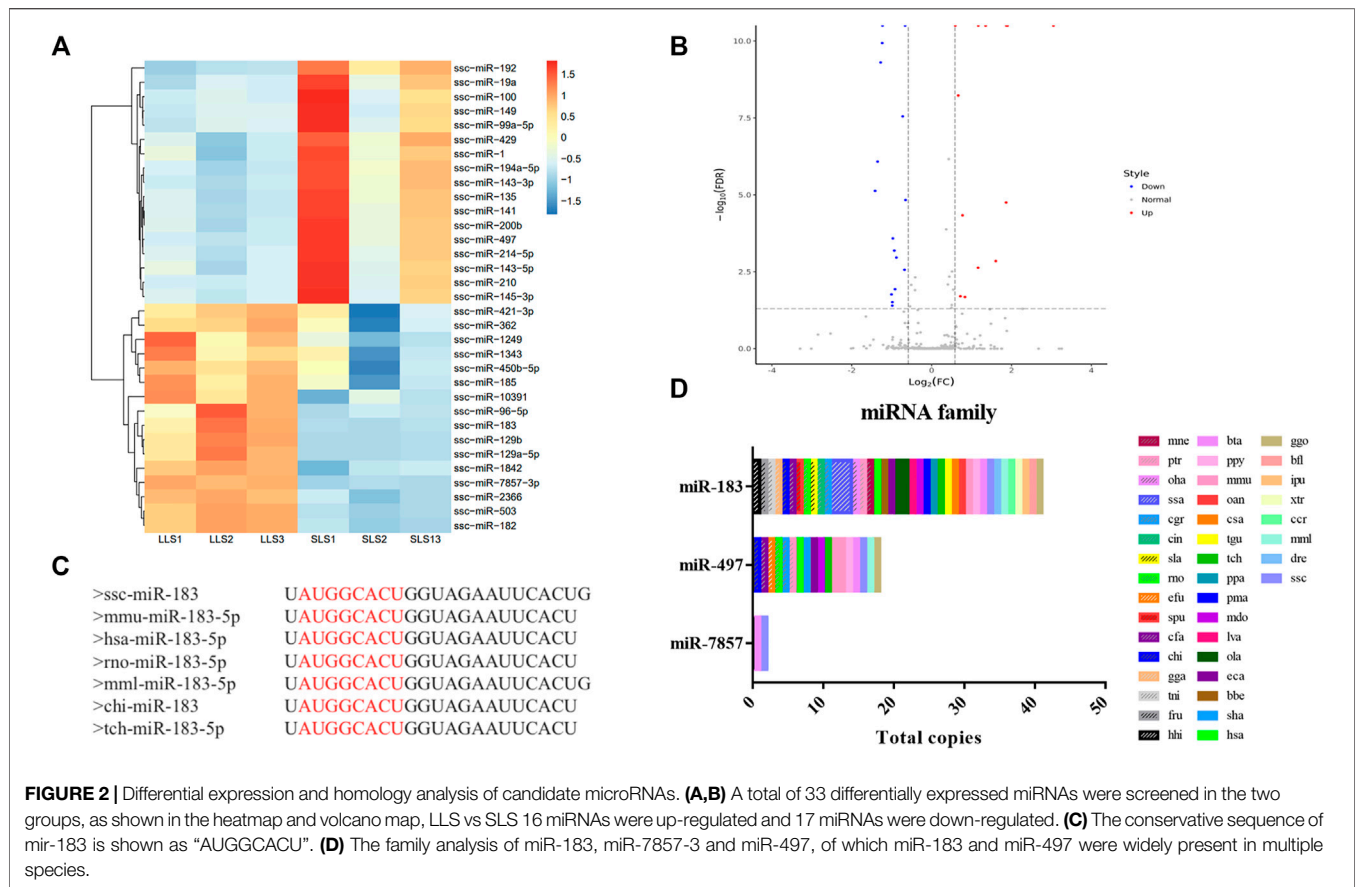 A
ssc-miR-192
ssc-miR-19a
ssc-miR-100
ssc-miR-149
ssc-miR-99a-5p
ssc-miR-429
ssc-miR-1
ssc-miR-194a-5p
ssc-miR-143-3p
ssc-miR-135
ssc-miR-141
ssc-miR-200b
ssc-miR-497
ssc-miR-214-5p
ssc-miR-143-5p
ssc-miR-210
ssc-miR-145-3p
ssc-miR-421-3p
ssc-miR-362
ssc-miR-1249
ssc-miR-1343
ssc-miR-450b-5p
ssc-miR-185
ssc-miR-10391
ssc-miR-96-5p
ssc-miR-183
ssc-miR-129b
ssc-miR-129a-5p
ssc-miR-1842
ssc-miR-7857-3p
ssc-miR-2366
ssc-miR-503
ssc-miR-182
LLS1 LLS2 LLS3 SLS1 SLS2 SLS13
1.5
1
0.5
0
-0.5
-1
-1.5
B
10.0
7.5
5.0
2.5
0.0
-log10(FDR)
-4 -2 0 2 4
Log2(FC)
Style
Down
Normal
Up
C
>ssc-miR-183 UAUGGCACUGGUAGAAUUCACUG
>mmu-miR-183-5p UAUGGCACUGGUAGAAUUCACU
>hsa-miR-183-5p UAUGGCACUGGUAGAAUUCACU
>rno-miR-183-5p UAUGGCACUGGUAGAAUUCACU
>mml-miR-183-5p UAUGGCACUGGUAGAAUUCACUG
>chi-miR-183 UAUGGCACUGGUAGAAUUCACU
>tch-miR-183-5p UAUGGCACUGGUAGAAUUCACU
D
miRNA family
miR-183
miR-497
miR-7857
0 10 20 30 40 50
Total copies
mne bta ggo
ptr ppy bfl
oha mmu ipu
ssa oan xtr
cgr csa ccr
cin tgu mml
sla tch dre
rno ppa ssc
efu pma
spu mdo
cfa lva
chi ola
gga eca
tni bbe
fru sha
hhi hsa
FIGURE 2 | Differential expression and homology analysis of candidate microRNAs. (A,B) A total of 33 differentially expressed miRNAs were screened in the two
groups, as shown in the heatmap and volcano map, LLS vs SLS 16 miRNAs were up-regulated and 17 miRNAs were down-regulated. (C) The conservative sequence of
mir-183 is shown as “AUGGCACU”. (D) The family analysis of miR-183, miR-7857-3 and miR-497, of which miR-183 and miR-497 were widely present in multiple
species.